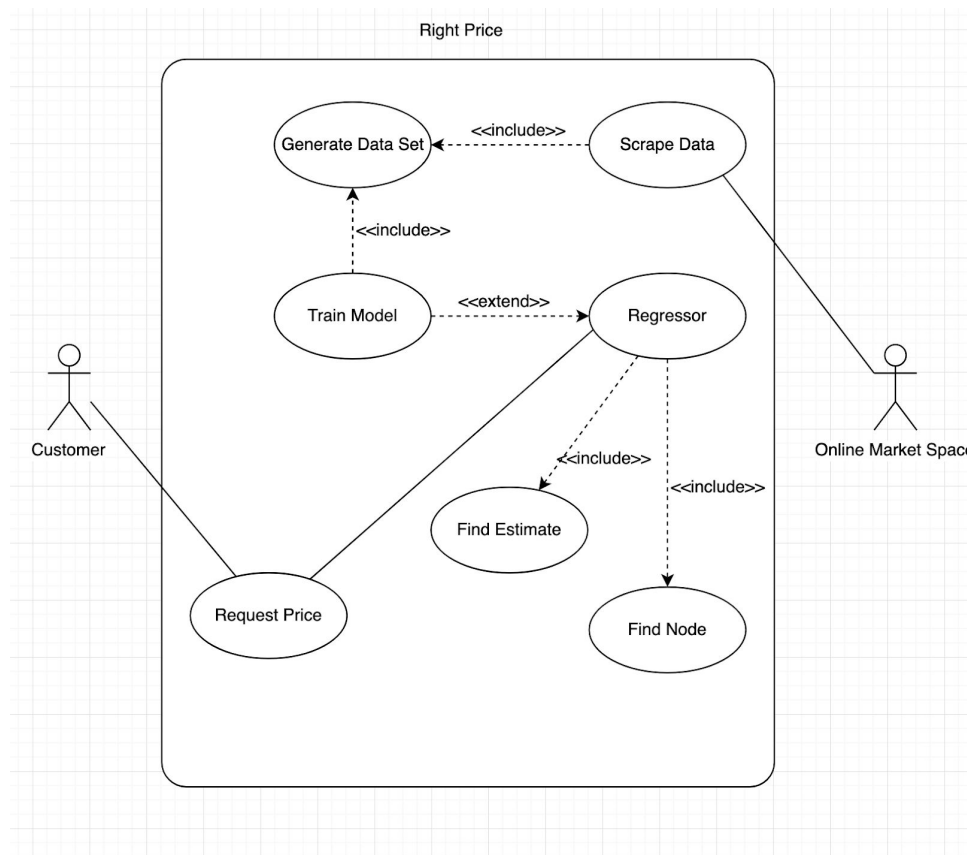 Right Price
Generate Data Set
<<include>>
Scrape Data
<<include>>
Train Model
<<extend>>
Regressor
Customer
Online Market Space
<<include>>
<<include>>
Find Estimate
Request Price
Find Node